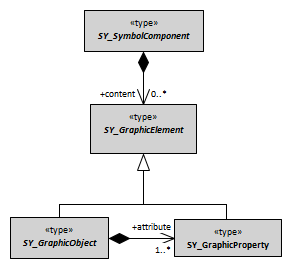 «type»
SY_SymbolComponent
+content 0..*
«type»
SY_GraphicElement
«type»
SY_GraphicObject
+attribute
1..*
«type»
SY_GraphicProperty